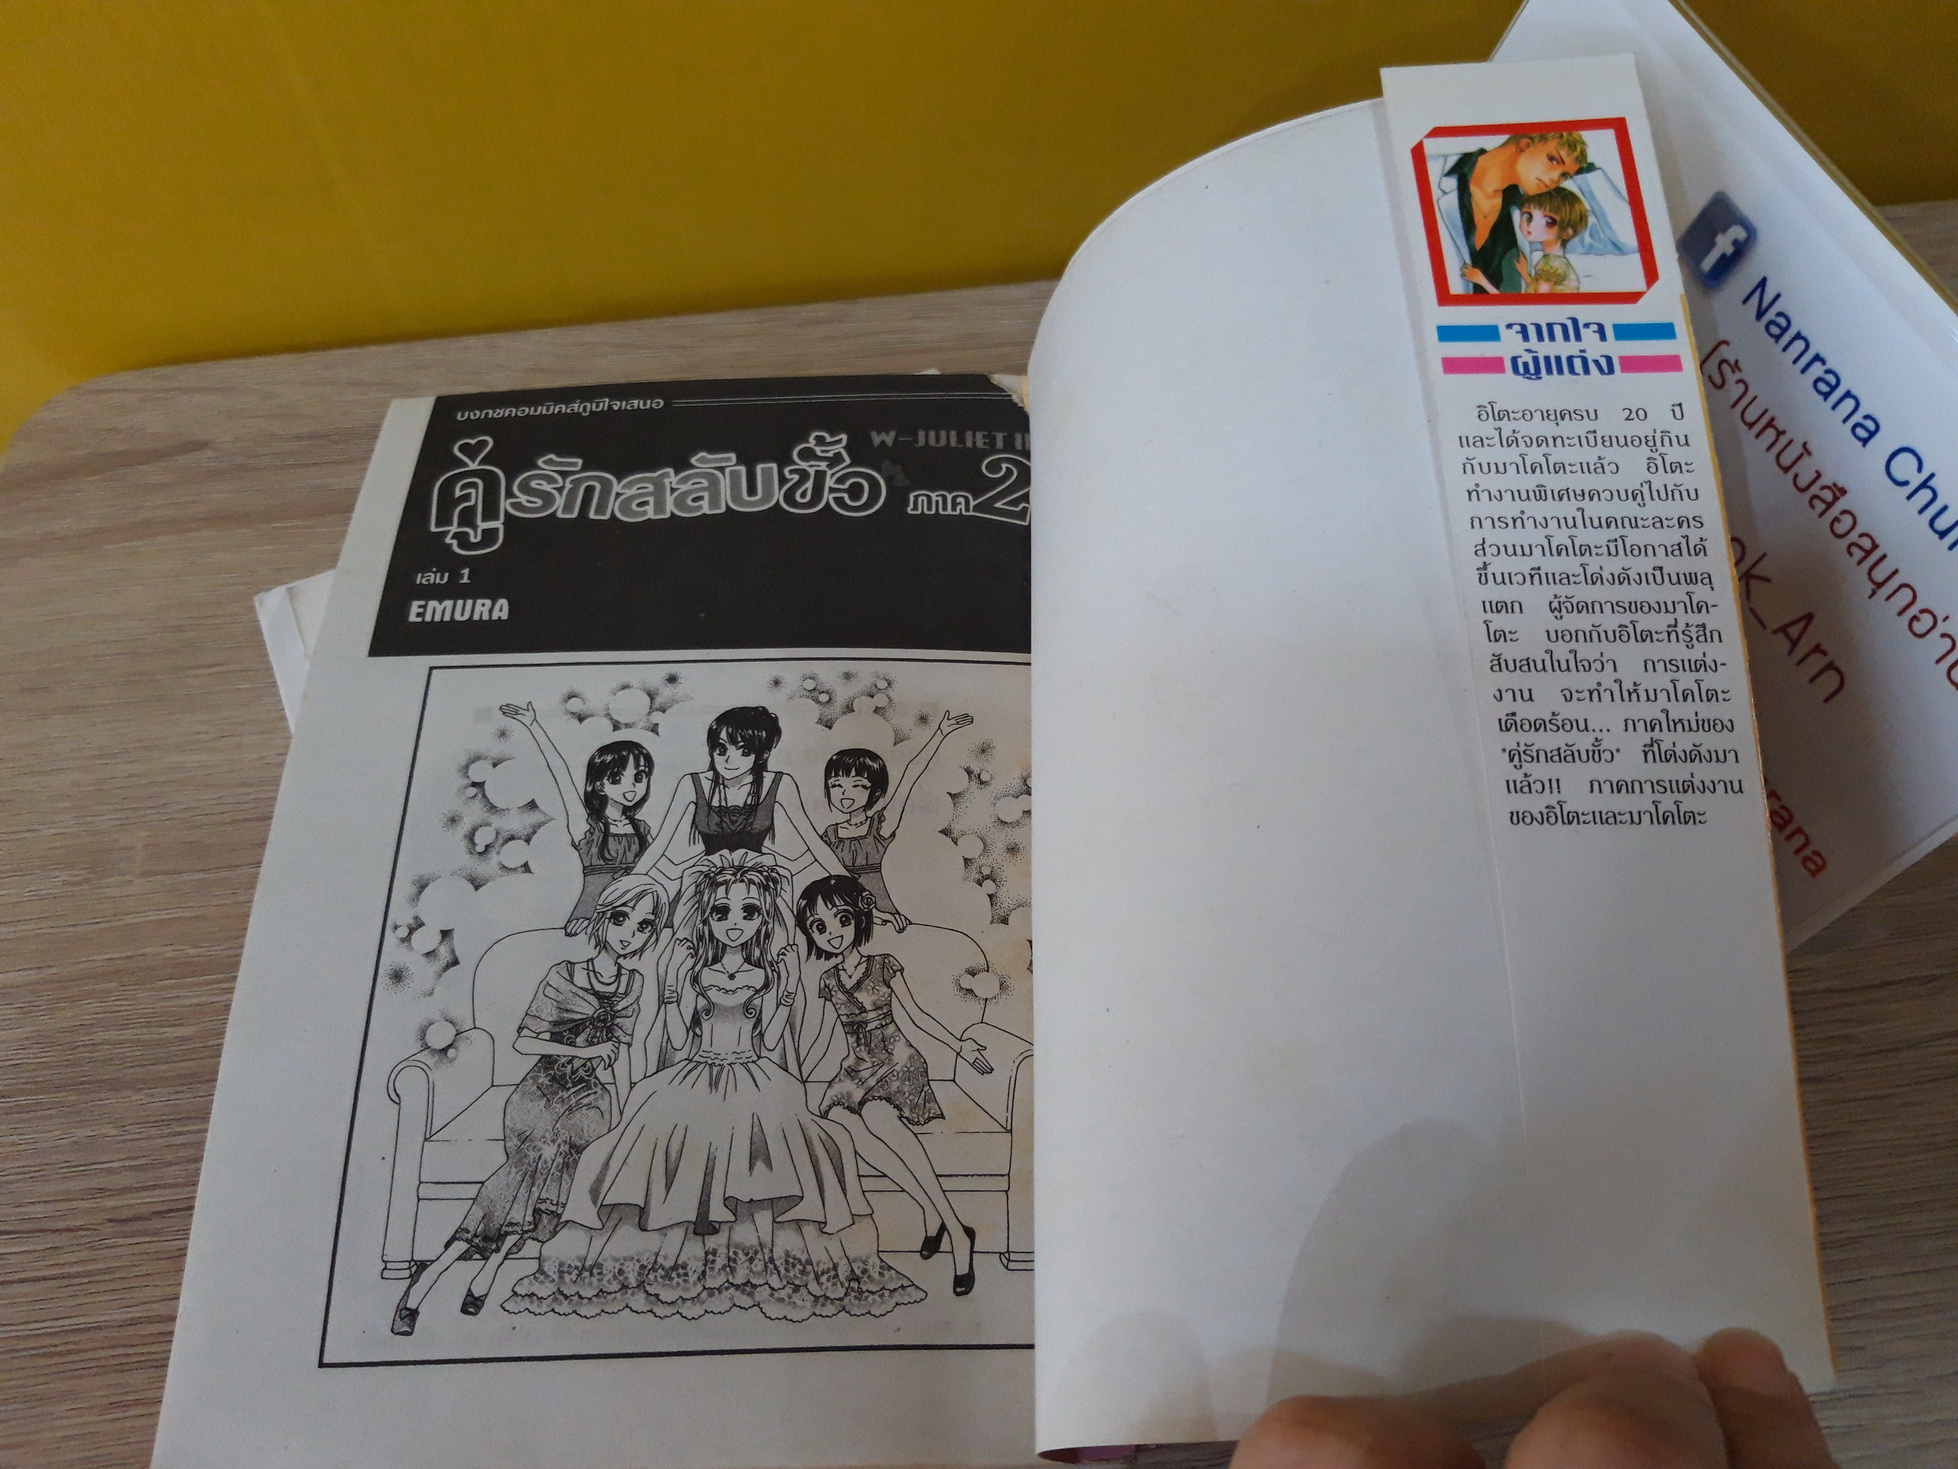 บงกชคอมมิคส์ภูมิใจเสนอ
W-JULIET II
คู่รักสลับขั้ว ภาค 2
เล่ม 1
EMURA
จากใจ
ผู้แต่ง
อิโตะอายุครบ 20 ปี
และได้จดทะเบียนอยู่กิน
กับมาโคโตะแล้ว อิโตะ
ทำงานพิเศษควบคู่ไปกับ
การทำงานในคณะละคร
ส่วนมาโคโตะมีโอกาสได้
ขึ้นเวทีและโด่งดังเป็นพลุ
แตก ผู้จัดการของมาโค-
โตะ บอกกับอิโตะที่รู้สึก
สับสนในใจว่า การแต่ง-
งาน จะทำให้มาโคโตะ
เดือดร้อน... ภาคใหม่ของ
"คู่รักสลับขั้ว" ที่โด่งดังมา
แล้ว!! ภาคการแต่งงาน
ของอิโตะและมาโคโตะ
f Nanrana Chu
(ร้านหนังสือสนุกอ่าน
ok_Arn
rana